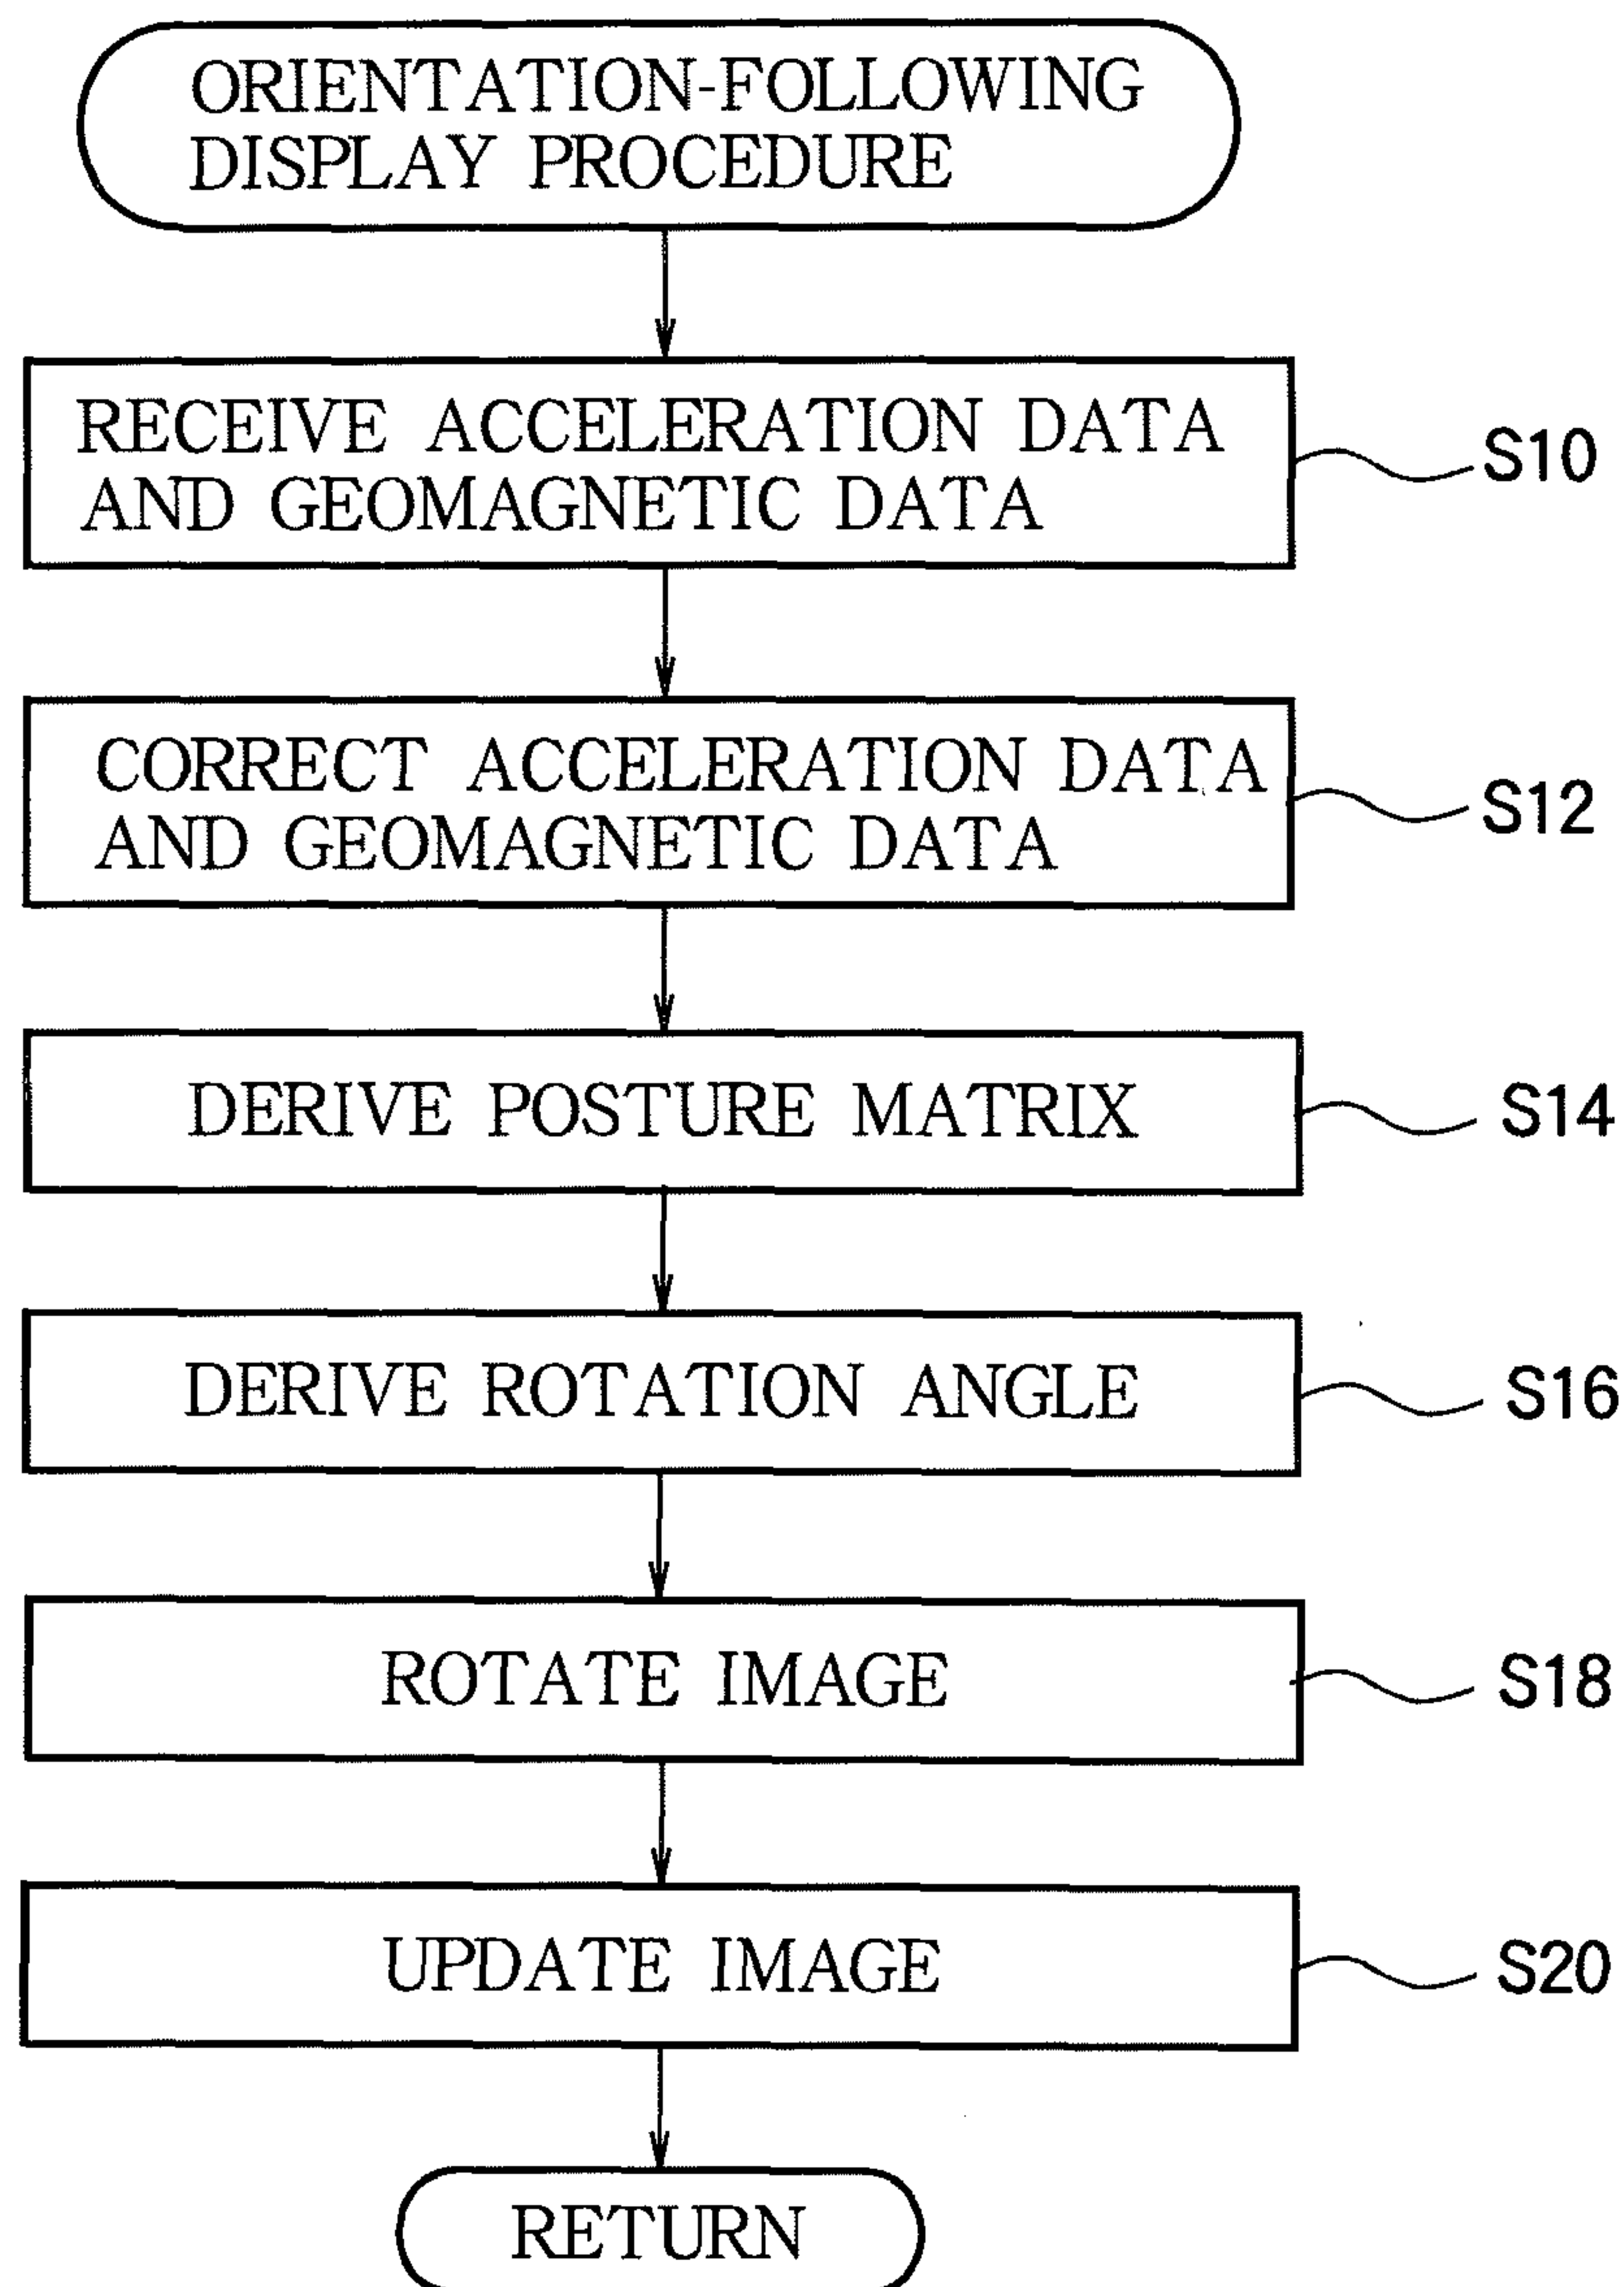 ORIENTATION-FOLLOWING
DISPLAY PROCEDURE
RECEIVE ACCELERATION DATA
AND GEOMAGNETIC DATA
S10
CORRECT ACCELERATION DATA
AND GEOMAGNETIC DATA
S12
DERIVE POSTURE MATRIX
S14
DERIVE ROTATION ANGLE
S16
ROTATE IMAGE
S18
UPDATE IMAGE
S20
RETURN